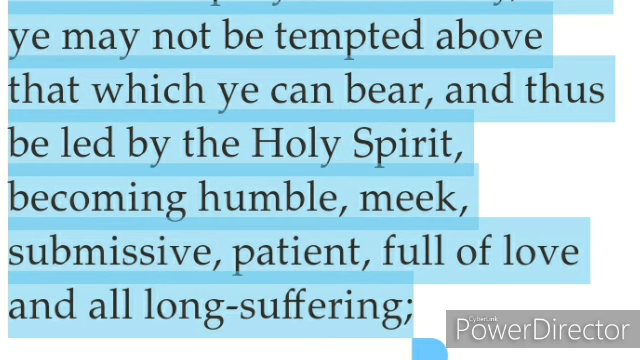 ye may not be tempted above
that which ye can bear, and thus
be led by the Holy Spirit,
becoming humble, meek,
submissive, patient, full of love
and all long-suffering;
CyberLink
PowerDirector